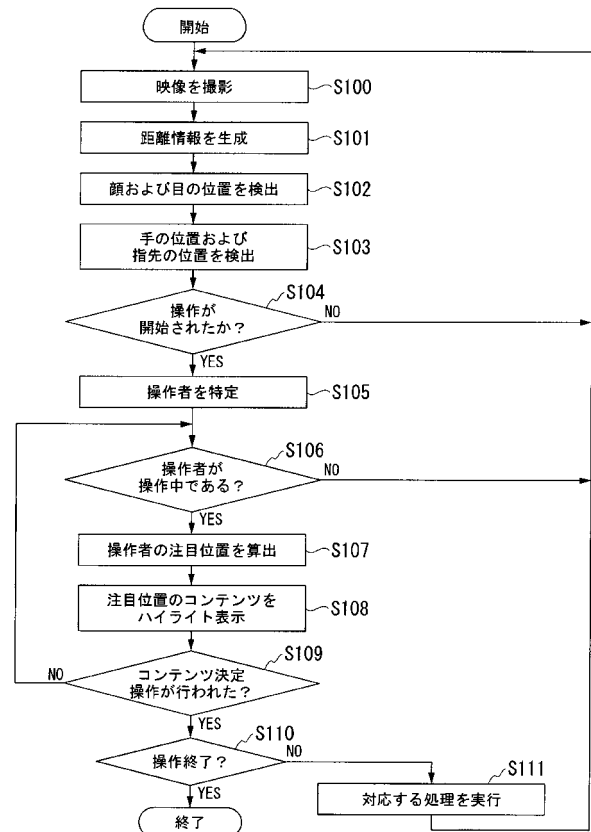 開始
映像を撮影
S100
距離情報を生成
S101
顔および目の位置を検出
S102
手の位置および
指先の位置を検出
S103
操作が
開始されたか？
S104
NO
YES
操作者を特定
S105
操作者が
操作中である？
S106
NO
YES
操作者の注目位置を算出
S107
注目位置のコンテンツを
ハイライト表示
S108
コンテンツ決定
操作が行われた？
S109
NO
YES
操作終了？
S110
NO
YES
対応する処理を実行
S111
終了